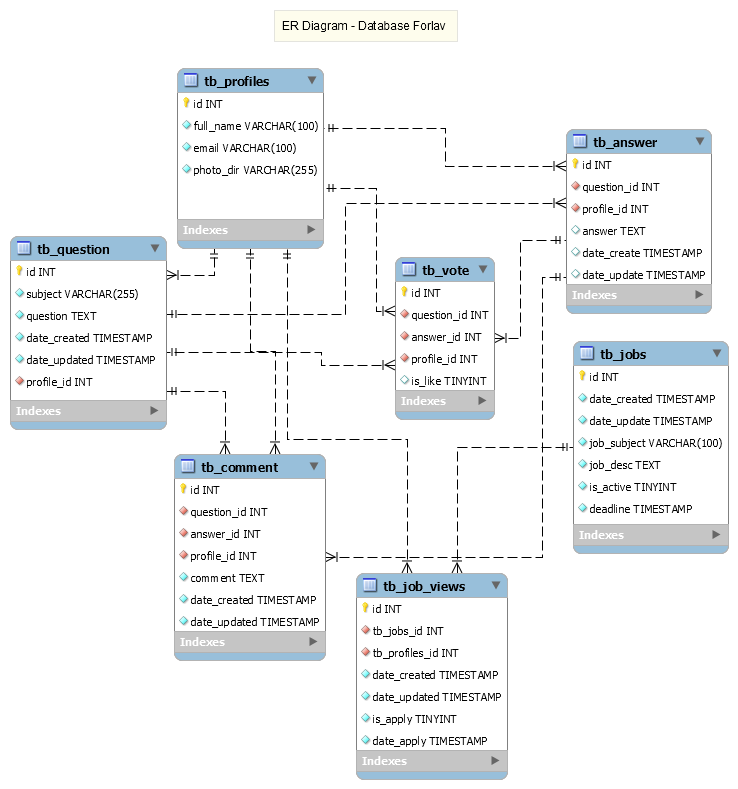 ER Diagram - Database Forlav
tb_profiles
id INT
full_name VARCHAR(100)
email VARCHAR(100)
photo_dir VARCHAR(255)
Indexes
tb_answer
id INT
question_id INT
profile_id INT
answer TEXT
date_create TIMESTAMP
date_update TIMESTAMP
Indexes
tb_question
id INT
subject VARCHAR(255)
question TEXT
date_created TIMESTAMP
date_updated TIMESTAMP
profile_id INT
Indexes
tb_vote
id INT
question_id INT
answer_id INT
profile_id INT
is_like TINYINT
Indexes
tb_jobs
id INT
date_created TIMESTAMP
date_update TIMESTAMP
job_subject VARCHAR(100)
job_desc TEXT
is_active TINYINT
deadline TIMESTAMP
Indexes
tb_comment
id INT
question_id INT
answer_id INT
profile_id INT
comment TEXT
date_created TIMESTAMP
date_updated TIMESTAMP
Indexes
tb_job_views
id INT
tb_jobs_id INT
tb_profiles_id INT
date_created TIMESTAMP
date_updated TIMESTAMP
is_apply TINYINT
date_apply TIMESTAMP
Indexes